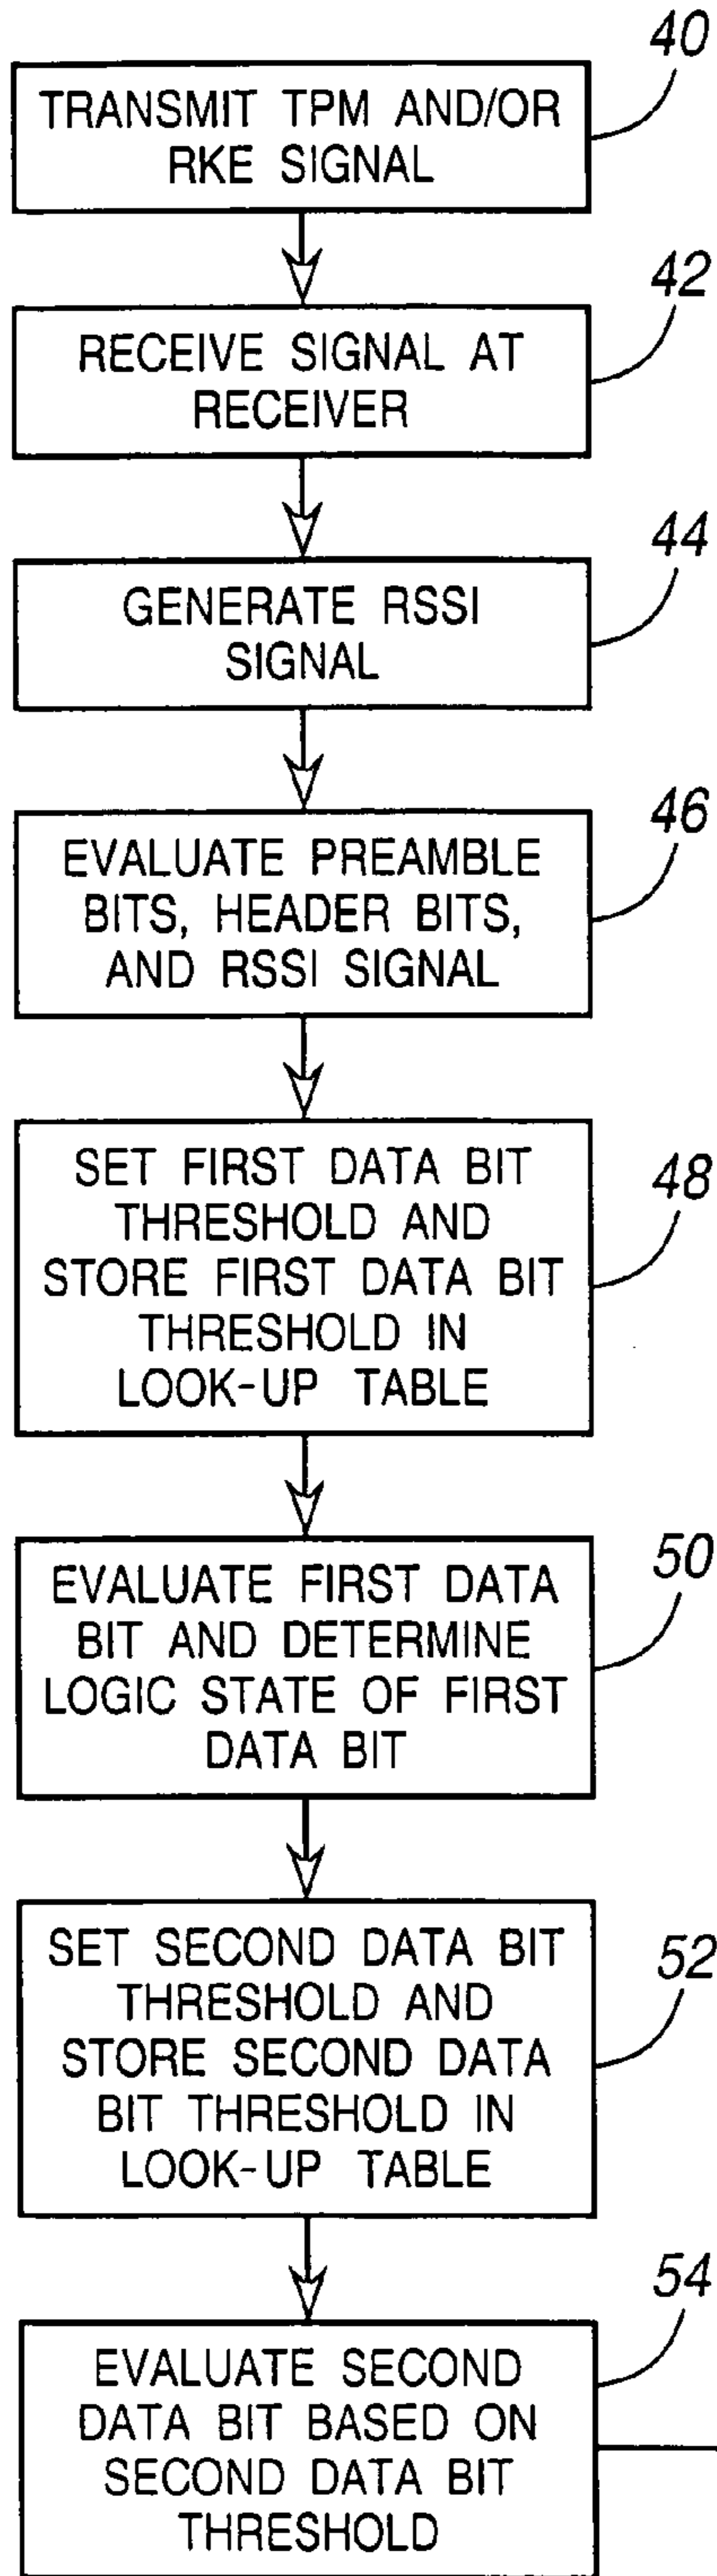 40
TRANSMIT TPM AND/OR
RKE SIGNAL
42
RECEIVE SIGNAL AT
RECEIVER
44
GENERATE RSSI
SIGNAL
46
EVALUATE PREAMBLE
BITS, HEADER BITS,
AND RSSI SIGNAL
48
SET FIRST DATA BIT
THRESHOLD AND
STORE FIRST DATA BIT
THRESHOLD IN
LOOK-UP TABLE
50
EVALUATE FIRST DATA
BIT AND DETERMINE
LOGIC STATE OF FIRST
DATA BIT
52
SET SECOND DATA BIT
THRESHOLD AND
STORE SECOND DATA
BIT THRESHOLD IN
LOOK-UP TABLE
54
EVALUATE SECOND
DATA BIT BASED ON
SECOND DATA BIT
THRESHOLD